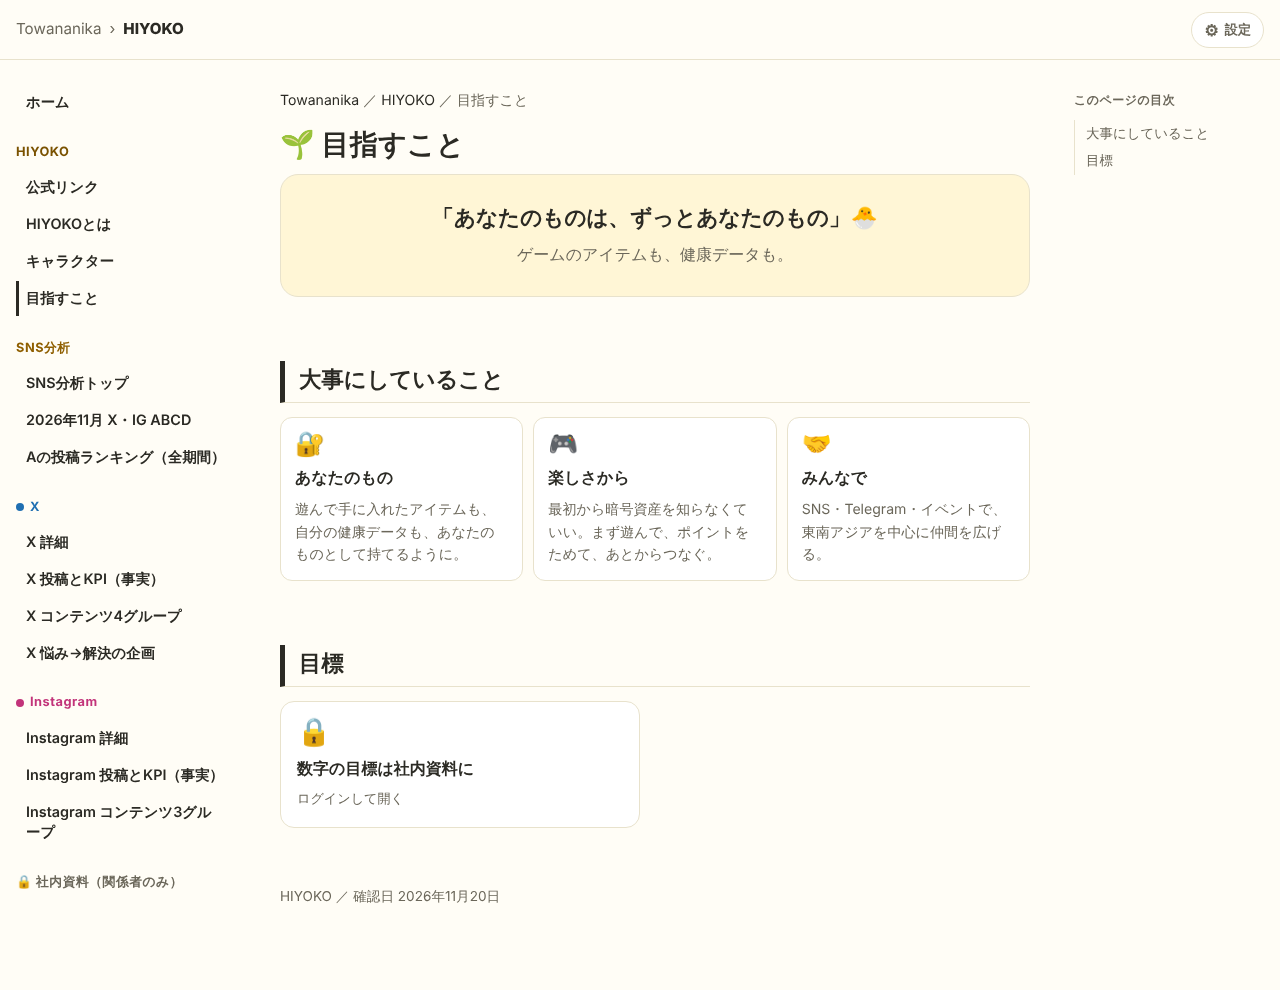 Towananika › HIYOKO
⚙ 設定
ホーム
HIYOKO
公式リンク
HIYOKOとは
キャラクター
目指すこと
SNS分析
SNS分析トップ
2026年11月 X・IG ABCD
Aの投稿ランキング（全期間）
X
X 詳細
X 投稿とKPI（事実）
X コンテンツ4グループ
X 悩み→解決の企画
Instagram
Instagram 詳細
Instagram 投稿とKPI（事実）
Instagram コンテンツ3グル
ープ
🔒 社内資料（関係者のみ）
Towananika ／ HIYOKO ／ 目指すこと
🌱 目指すこと
「あなたのものは、ずっとあなたのもの」🐣
ゲームのアイテムも、健康データも。
大事にしていること
🔐
あなたのもの
遊んで手に入れたアイテムも、
自分の健康データも、あなたの
ものとして持てるように。
🎮
楽しさから
最初から暗号資産を知らなくて
いい。まず遊んで、ポイントを
ためて、あとからつなぐ。
🤝
みんなで
SNS・Telegram・イベントで、
東南アジアを中心に仲間を広げ
る。
目標
🔒
数字の目標は社内資料に
ログインして開く
HIYOKO ／ 確認日 2026年11月20日
このページの目次
大事にしていること
目標